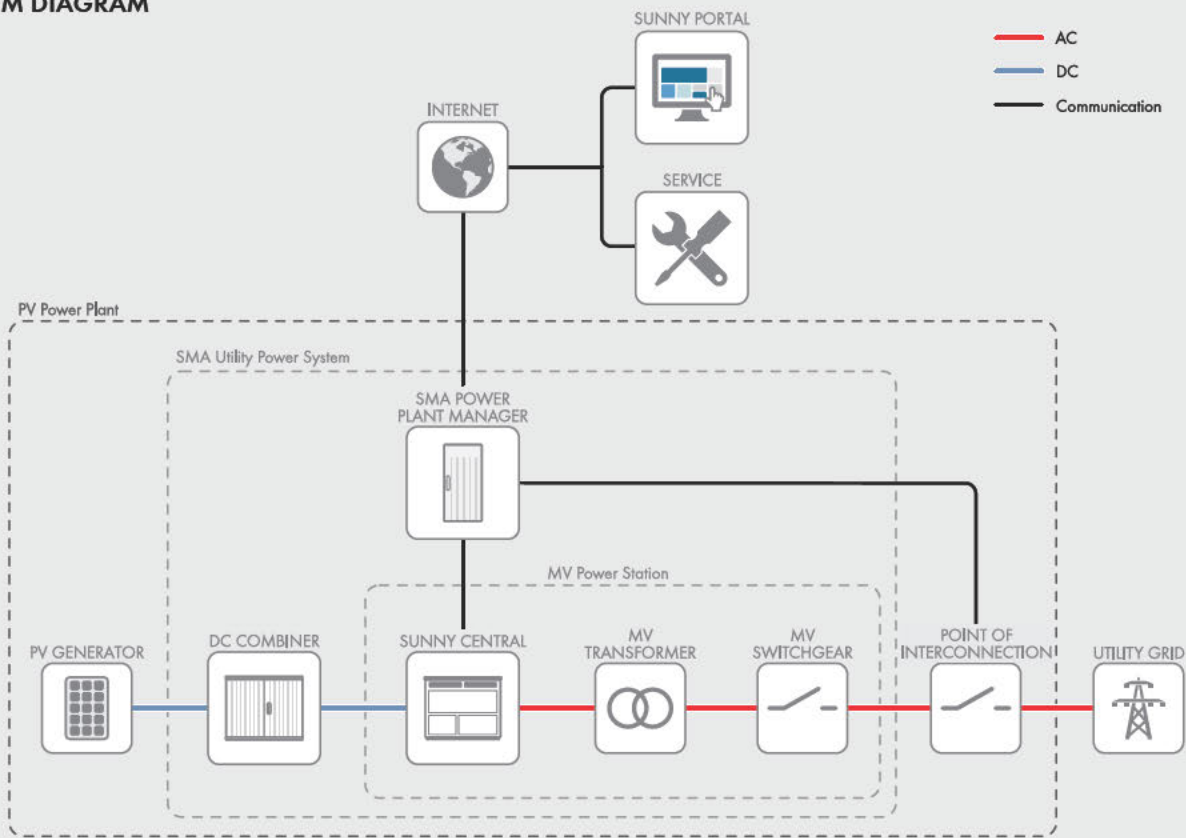 M DIAGRAM
SUNNY PORTAL
AC
DC
Communication
INTERNET
SERVICE
PV Power Plant
SMA Utility Power System
SMA POWER
PLANT MANAGER
MV Power Station
PV GENERATOR
DC COMBINER
SUNNY CENTRAL
MV
TRANSFORMER
MV
SWITCHGEAR
POINT OF
INTERCONNECTION
UTILITY GRID